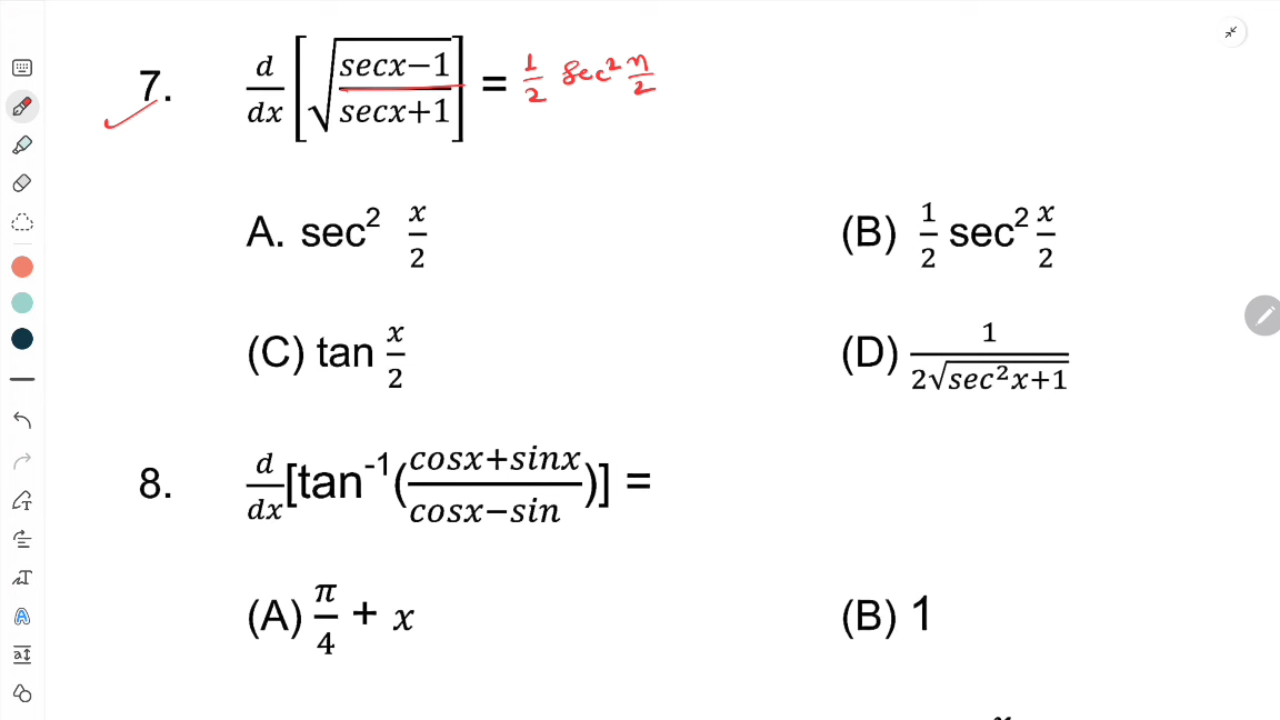 7. d/dx [√((secx−1)/(secx+1))] = 1/2 sec² x/2
A. sec² x/2 (B) 1/2 sec² x/2
(C) tan x/2 (D) 1/(2√(sec²x+1))
8. d/dx[tan⁻¹((cosx+sinx)/(cosx−sin))] =
(A) π/4 + x (B) 1